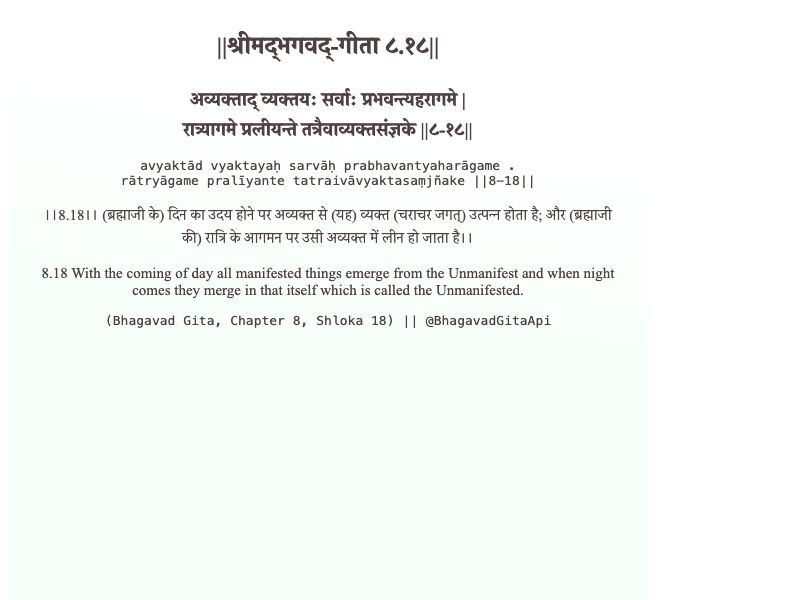 ||श्रीमद्‍भगवद्-गीता ८.१८||
अव्यक्ताद् व्यक्तयः सर्वाः प्रभवन्त्यहरागमे |
रात्र्यागमे प्रलीयन्ते तत्रैवाव्यक्तसंज्ञके ||८-१८||
avyaktād vyaktayaḥ sarvāḥ prabhavantyaharāgame .
rātryāgame pralīyante tatraivāvyaktasaṃjñake ||8-18||
।।8.18।। (ब्रह्माजी के) दिन का उदय होने पर अव्यक्त से (यह) व्यक्त (चराचर जगत्) उत्पन्न होता है; और (ब्रह्माजी
की) रात्रि के आगमन पर उसी अव्यक्त में लीन हो जाता है।।
8.18 With the coming of day all manifested things emerge from the Unmanifest and when night
comes they merge in that itself which is called the Unmanifested.
(Bhagavad Gita, Chapter 8, Shloka 18) || @BhagavadGitaApi